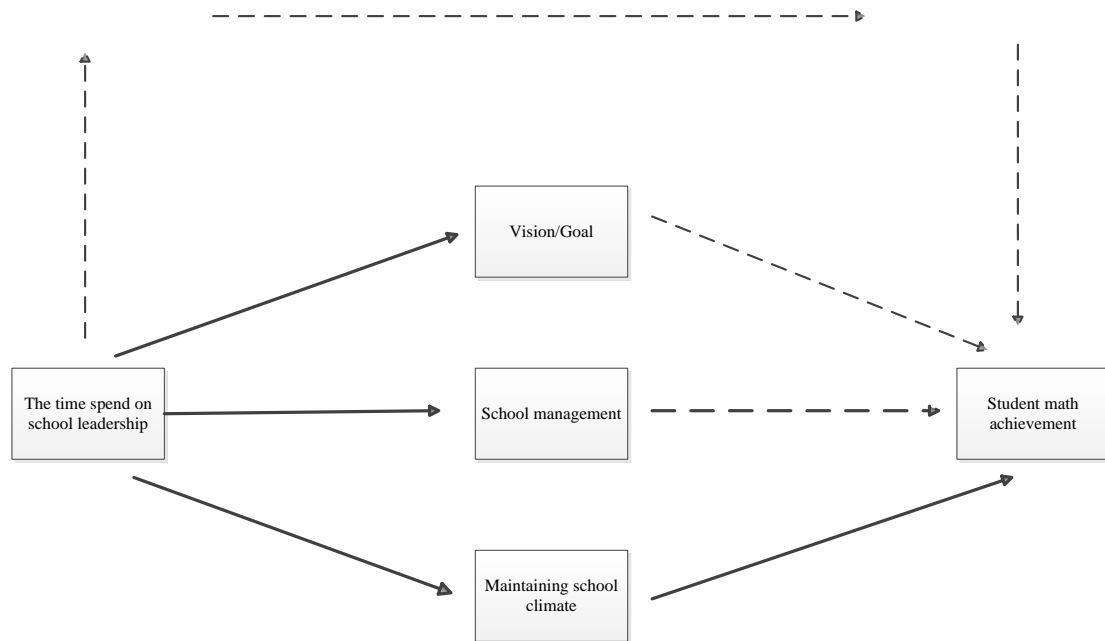 Vision/Goal
The time spend on
school leadership
School management
Student math
achievement
Maintaining school
climate